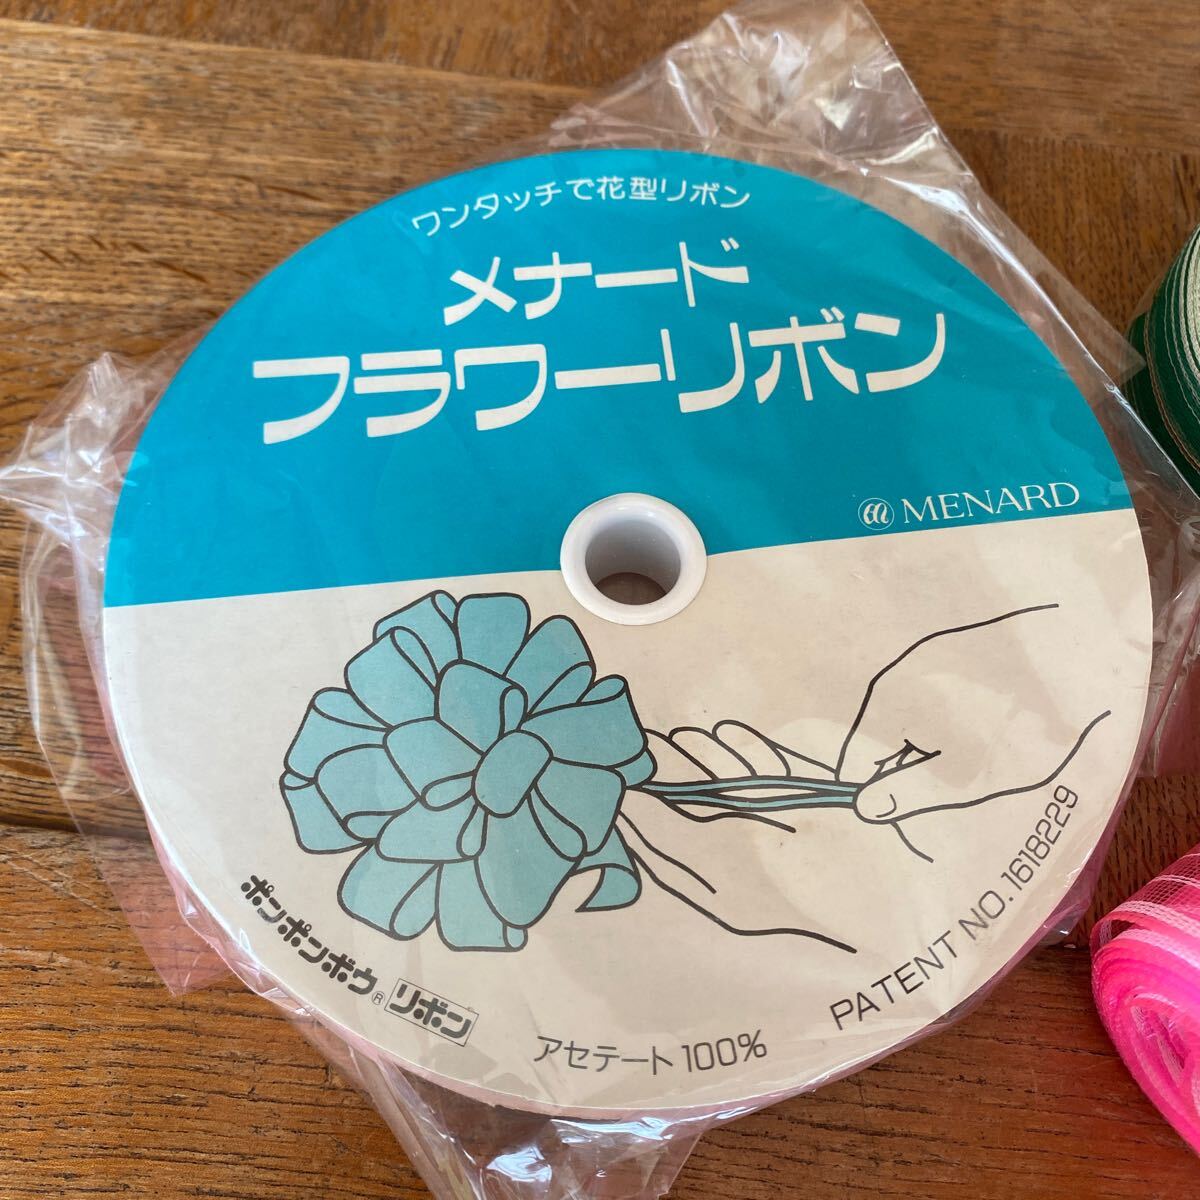 ワンタッチで花型リボン
メナード
フラワーリボン
MENARD
ポンポンボウ® リボン
アセテート100%
PATENT NO.1618229